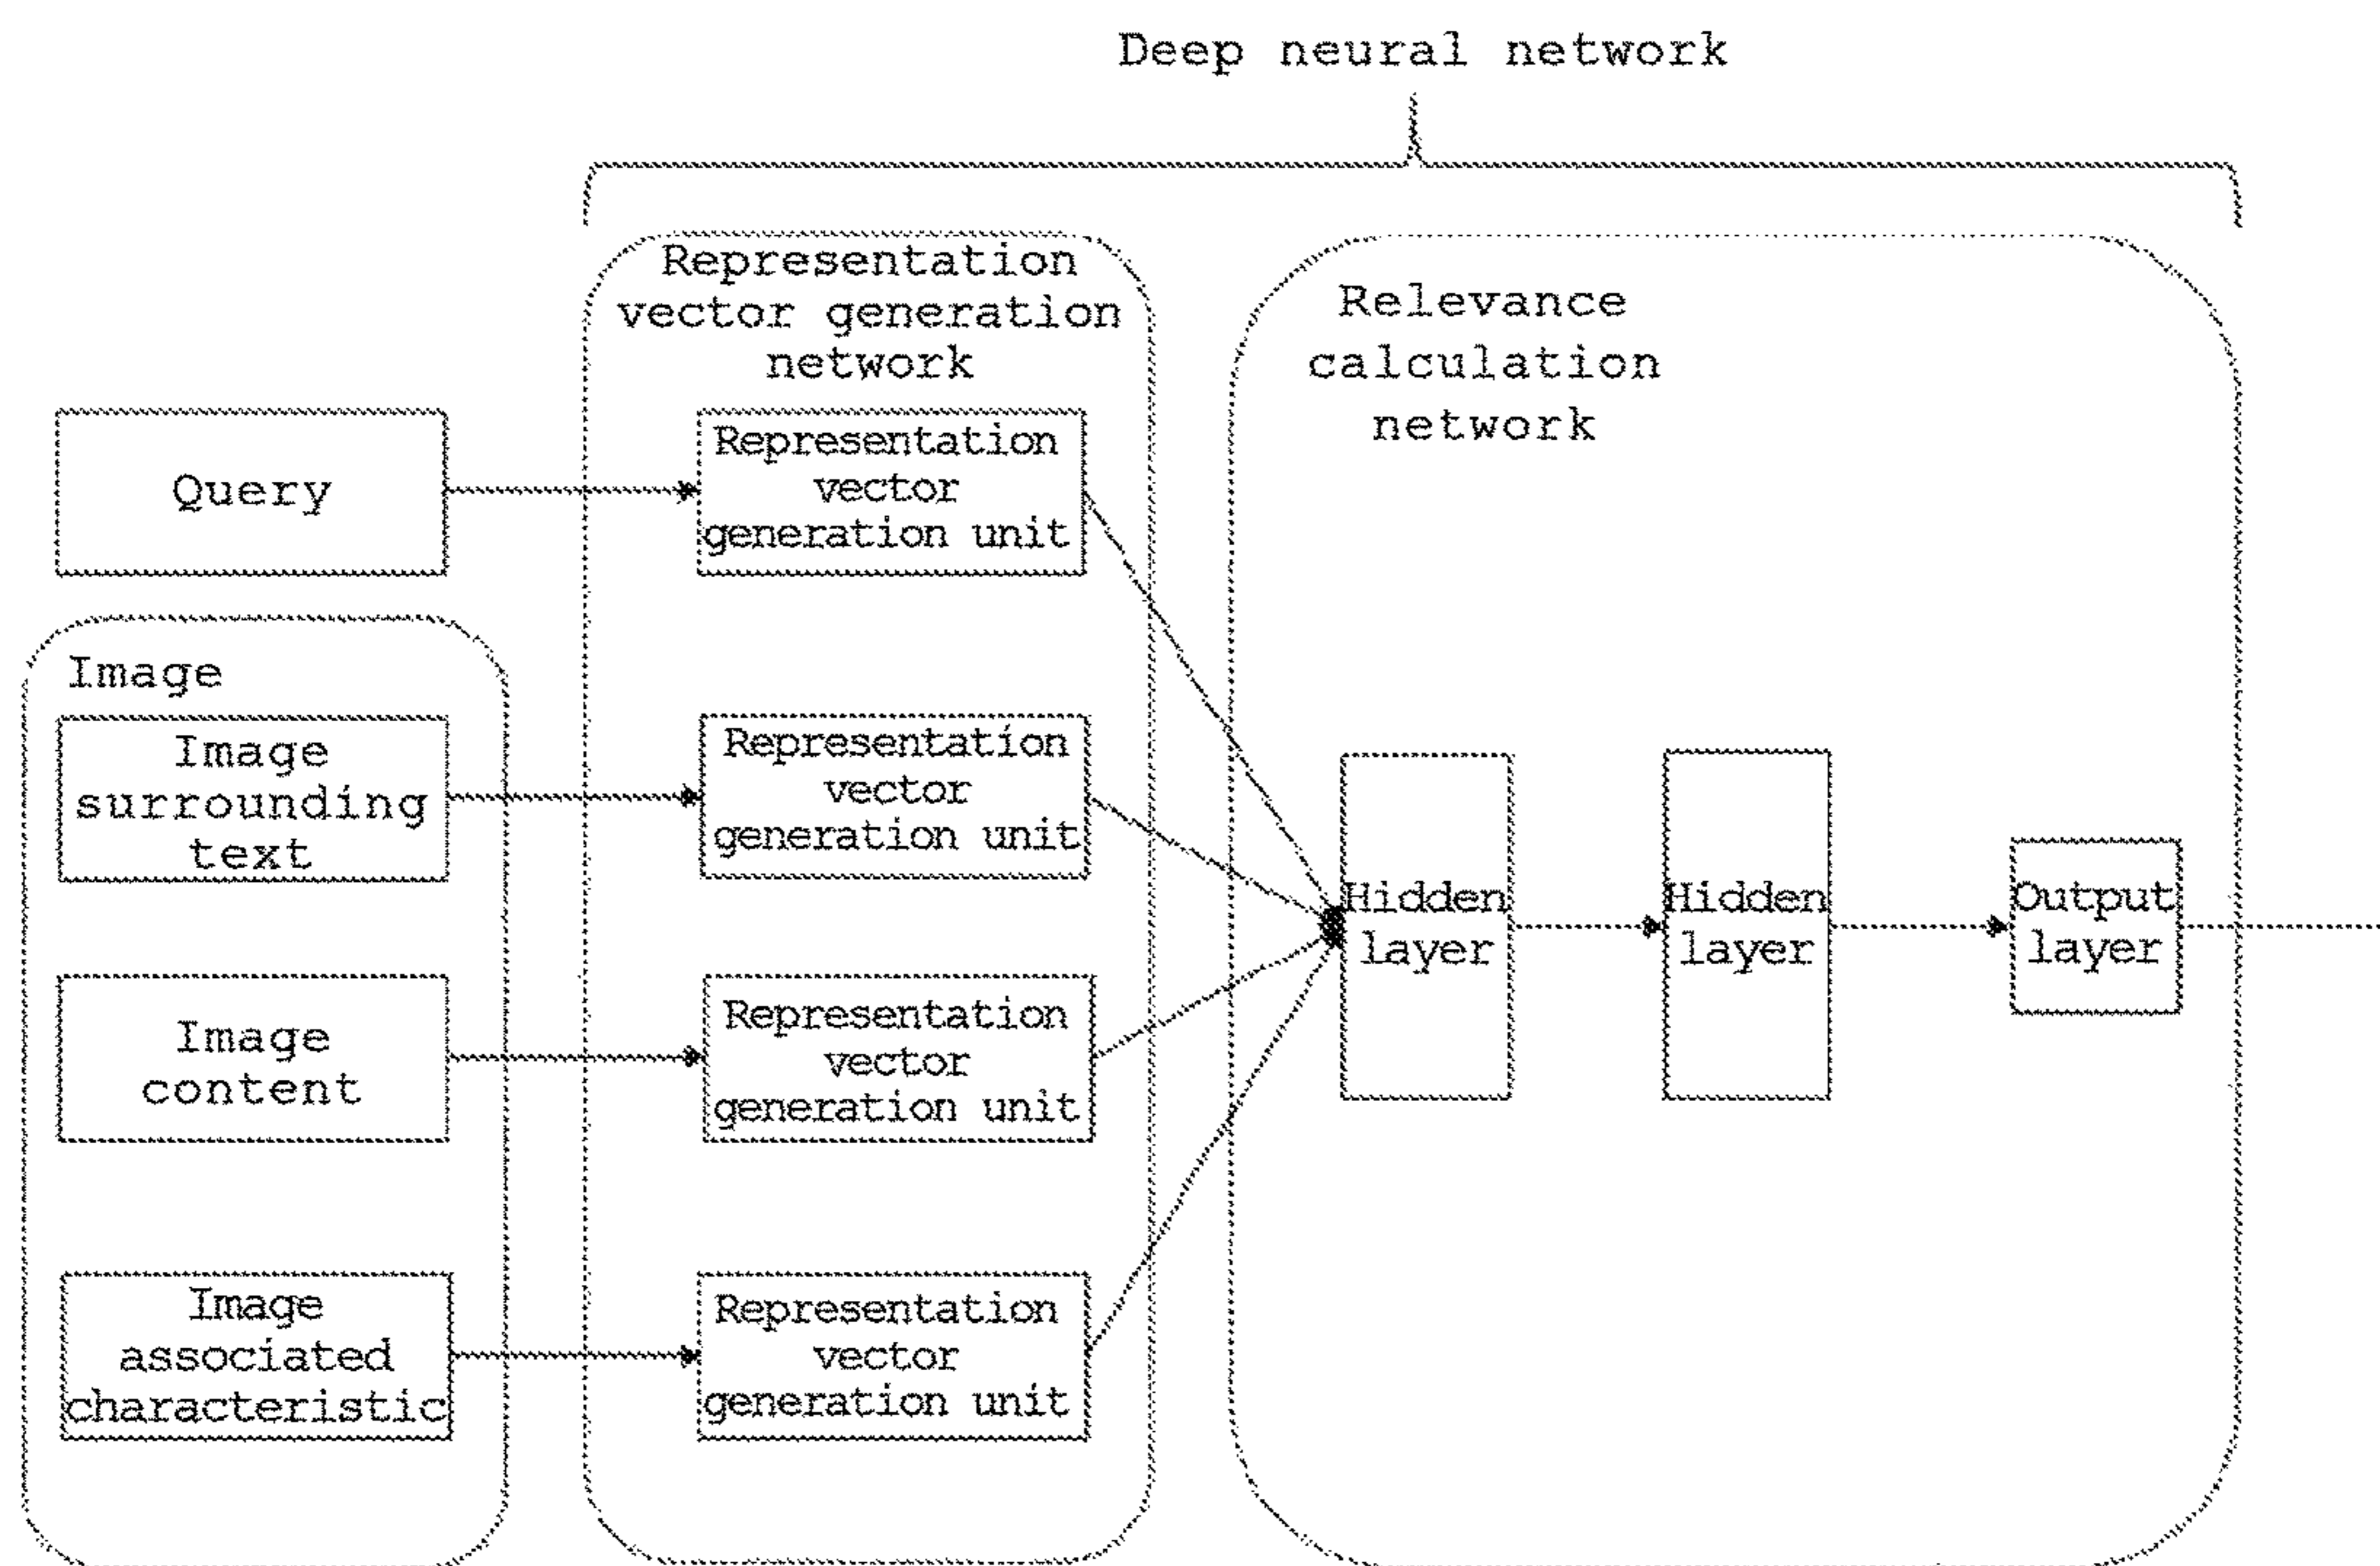 Deep neural network
Representation
vector generation
network
Relevance
calculation
network
Query
Representation
vector
generation unit
Image
Image
surrounding
text
Representation
vector
generation unit
Hidden
layer
Hidden
layer
Output
layer
Image
content
Representation
vector
generation unit
Image
associated
characteristic
Representation
vector
generation unit